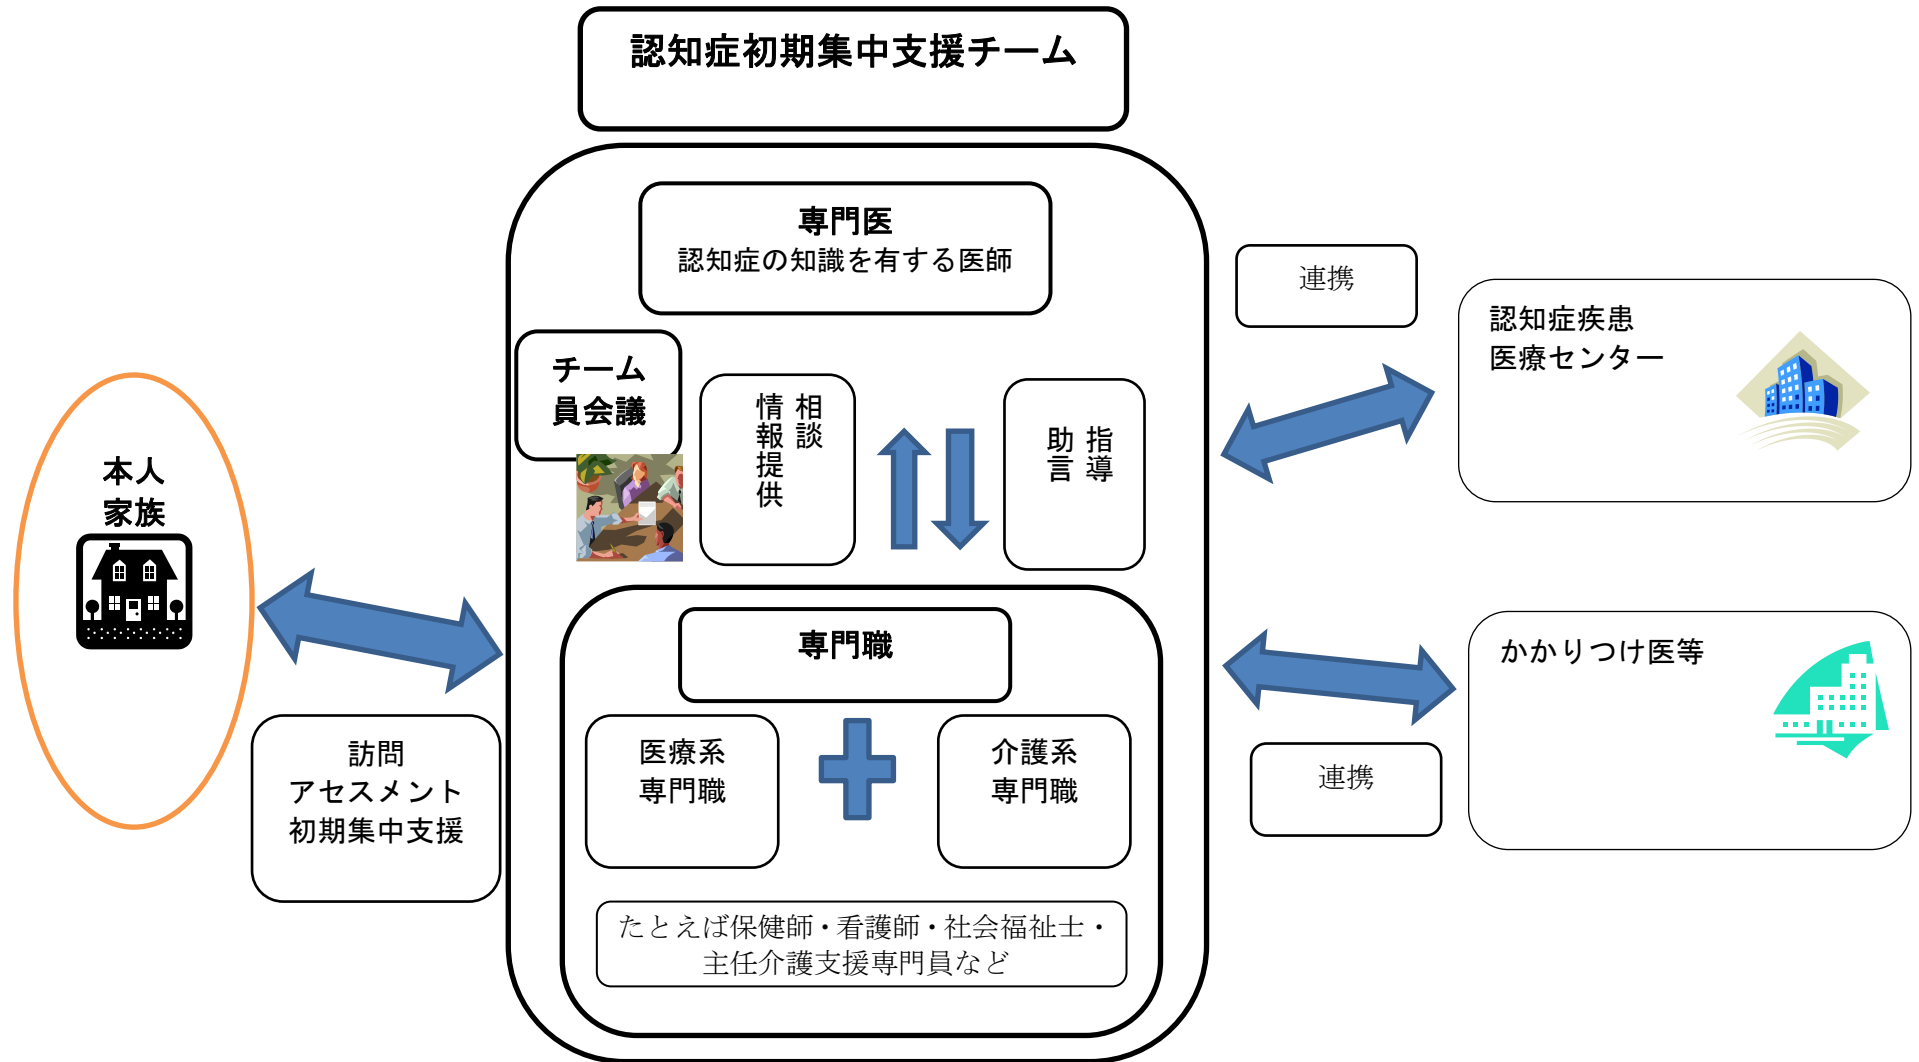 認知症初期集中支援チーム
専門医
認知症の知識を有する医師
チーム
員会議
相談
情報提供
指導
助言
本人
家族
訪問
アセスメント
初期集中支援
専門職
医療系
専門職
介護系
専門職
たとえば保健師・看護師・社会福祉士・
主任介護支援専門員など
連携
認知症疾患
医療センター
かかりつけ医等
連携